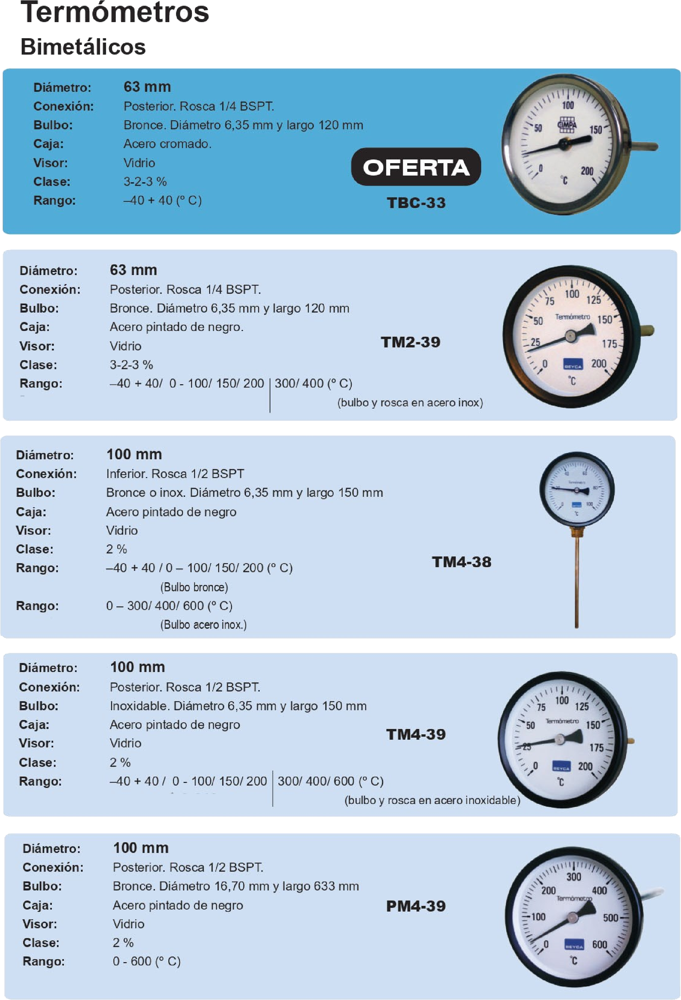 Termómetros
Bimetálicos
Diámetro: 63 mm
Conexión: Posterior. Rosca 1/4 BSPT.
Bulbo: Bronce. Diámetro 6,35 mm y largo 120 mm
Caja: Acero cromado.
Visor: Vidrio
Clase: 3-2-3 %
Rango: –40 + 40 (º C)
OFERTA
TBC-33
100
50
CIMPA
150
0
200
°C
Diámetro: 63 mm
Conexión: Posterior. Rosca 1/4 BSPT.
Bulbo: Bronce. Diámetro 6,35 mm y largo 120 mm
Caja: Acero pintado de negro.
Visor: Vidrio
Clase: 3-2-3 %
Rango: –40 + 40/ 0 - 100/ 150/ 200 | 300/ 400 (º C)
(bulbo y rosca en acero inox)
TM2-39
100
75
125
Termómetro
50
150
25
175
0
BEYCA
200
°C
Diámetro: 100 mm
Conexión: Inferior. Rosca 1/2 BSPT
Bulbo: Bronce o inox. Diámetro 6,35 mm y largo 150 mm
Caja: Acero pintado de negro
Visor: Vidrio
Clase: 2 %
Rango: –40 + 40 / 0 – 100/ 150/ 200 (º C)
(Bulbo bronce)
Rango: 0 – 300/ 400/ 600 (º C)
(Bulbo acero inox.)
TM4-38
40
60
Termómetro
20
80
0
100
°C
Diámetro: 100 mm
Conexión: Posterior. Rosca 1/2 BSPT.
Bulbo: Inoxidable. Diámetro 6,35 mm y largo 150 mm
Caja: Acero pintado de negro
Visor: Vidrio
Clase: 2 %
Rango: –40 + 40 / 0 - 100/ 150/ 200 | 300/ 400/ 600 (º C)
(bulbo y rosca en acero inoxidable)
TM4-39
100
75
125
Termómetro
50
150
25
175
0
BEYCA
200
°C
Diámetro: 100 mm
Conexión: Posterior. Rosca 1/2 BSPT.
Bulbo: Bronce. Diámetro 16,70 mm y largo 633 mm
Caja: Acero pintado de negro
Visor: Vidrio
Clase: 2 %
Rango: 0 - 600 (º C)
PM4-39
300
200
400
Termómetro
100
500
0
BEYCA
600
°C